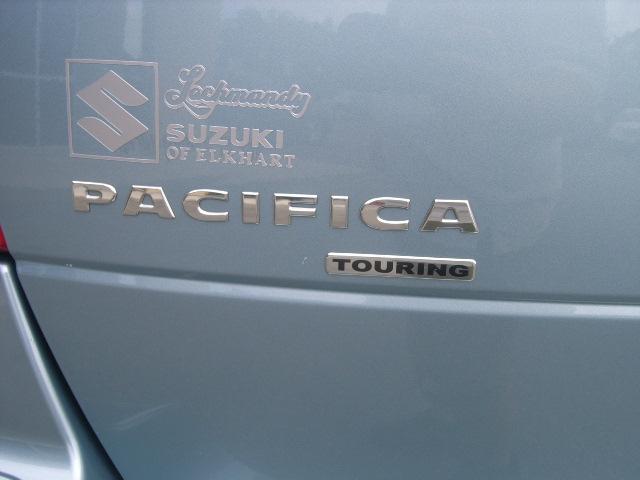 Lochmandy
SUZUKI
OF ELKHART
PACIFICA
TOURING